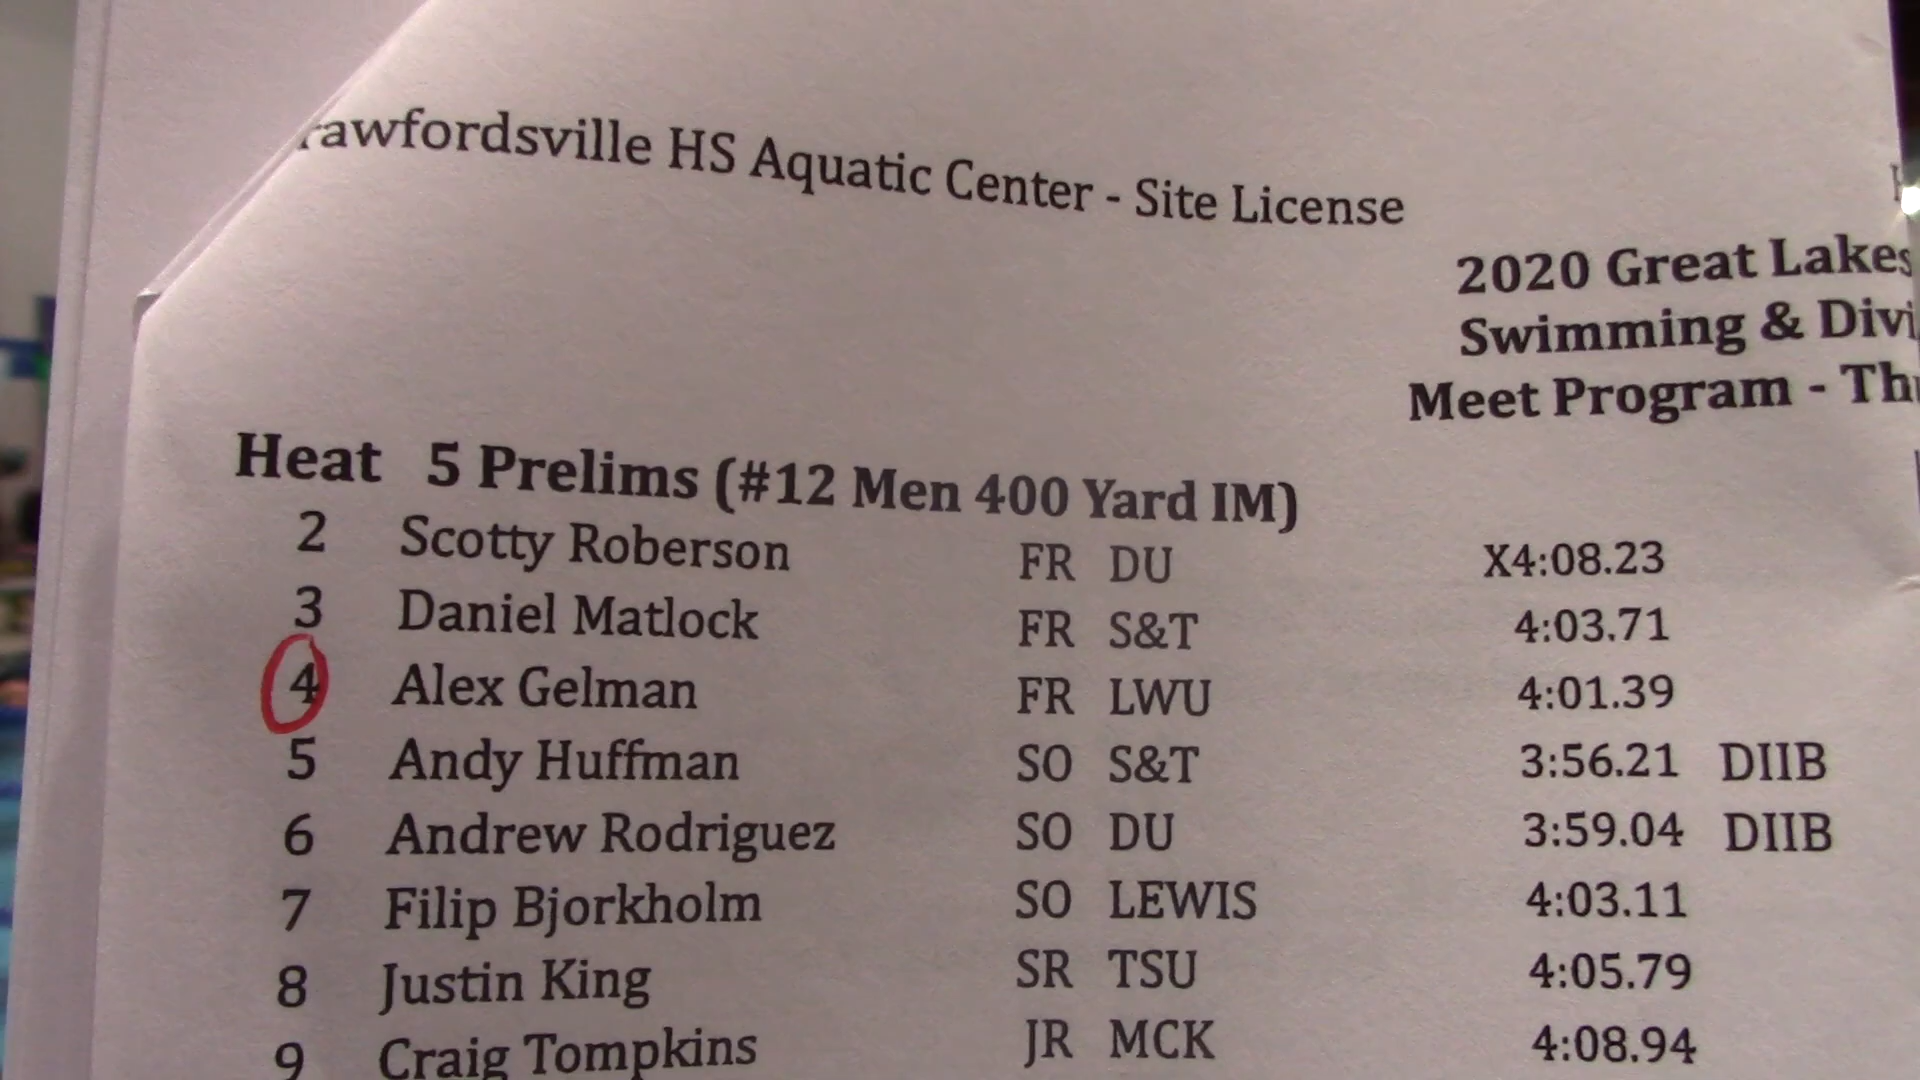 rawfordsville HS Aquatic Center - Site License
2020 Great Lakes
Swimming & Divi
Meet Program - Th
Heat 5 Prelims (#12 Men 400 Yard IM)
2 Scotty Roberson FR DU X4:08.23
3 Daniel Matlock FR S&T 4:03.71
4 Alex Gelman FR LWU 4:01.39
5 Andy Huffman SO S&T 3:56.21 DIIB
6 Andrew Rodriguez SO DU 3:59.04 DIIB
7 Filip Bjorkholm SO LEWIS 4:03.11
8 Justin King SR TSU 4:05.79
9 Craig Tompkins JR MCK 4:08.94